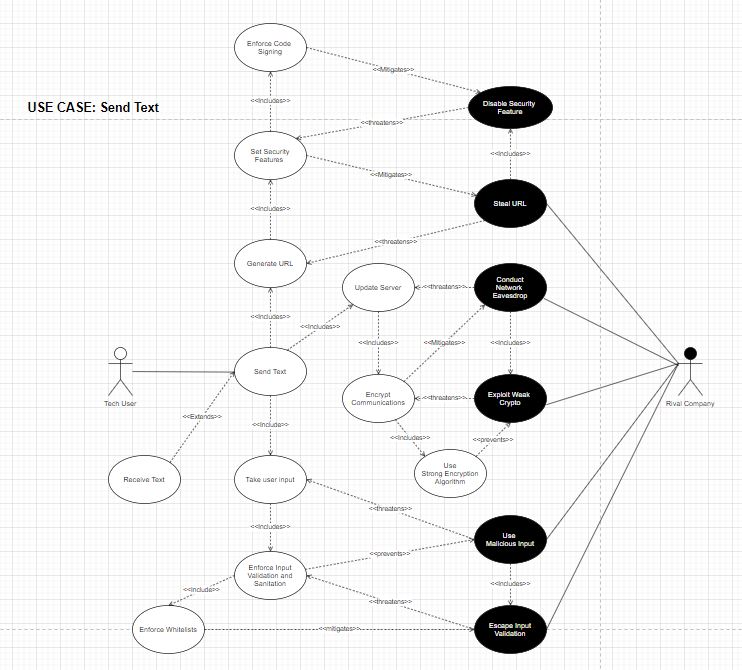 Enforce Code
Signing
<<Mitigates>>
USE CASE: Send Text
<<Includes>>
Disable Security
Feature
<<threatens>>
Set Security
Features
<<Includes>>
<<Mitigates>>
Steal URL
<<Includes>>
<<threatens>>
Generate URL
Update Server
<<threatens>>
Conduct
Network
Eavesdrop
<<Includes>>
<<Includes>>
<<Includes>>
<<Mitigates>>
<<Includes>>
Send Text
Tech User
Encrypt
Communications
<<threatens>>
Exploit Weak
Crypto
Rival Company
<<Extends>>
<<Include>>
<<Includes>>
<<prevents>>
Receive Text
Take user input
Use
Strong Encryption
Algorithm
<<threatens>>
<<Includes>>
Use
Malicious Input
<<prevents>>
Enforce Input
Validation and
Sanitation
<<Include>>
<<Includes>>
<<threatens>>
Enforce Whitelists
<<mitigates>>
Escape Input
Validation